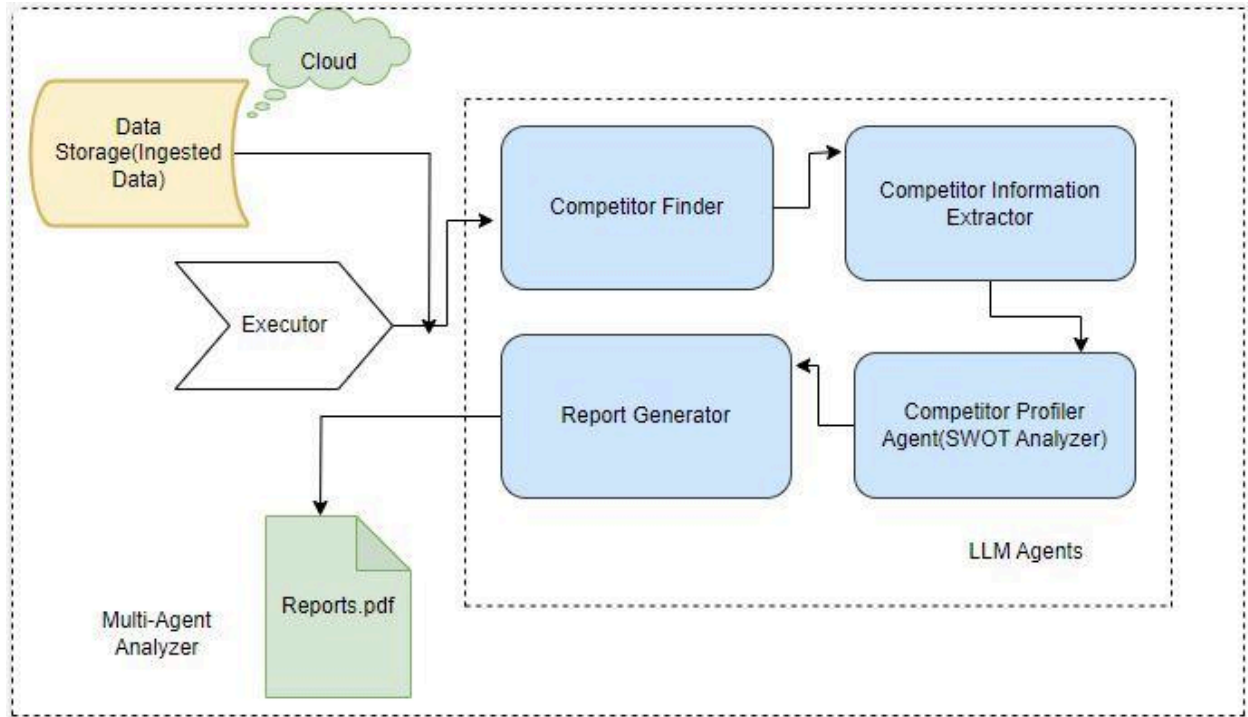 Cloud
Data
Storage(Ingested
Data)
Competitor Finder
Competitor Information
Extractor
Executor
Report Generator
Competitor Profiler
Agent(SWOT Analyzer)
LLM Agents
Reports.pdf
Multi-Agent
Analyzer